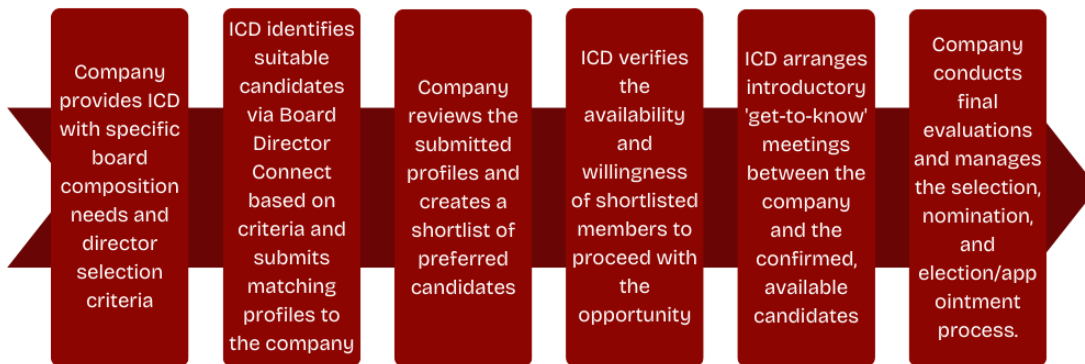 Company
provides ICD
with specific
board
composition
needs and
director
selection
criteria
ICD identifies
suitable
candidates
via Board
Director
Connect
based on
criteria and
submits
matching
profiles to
the company
Company
reviews the
submitted
profiles and
creates a
shortlist of
preferred
candidates
ICD verifies
the
availability
and
willingness
of shortlisted
members to
proceed with
the
opportunity
ICD arranges
introductory
'get-to-know'
meetings
between the
company
and the
confirmed,
available
candidates
Company
conducts
final
evaluations
and manages
the selection,
nomination,
and
election/app
ointment
process.